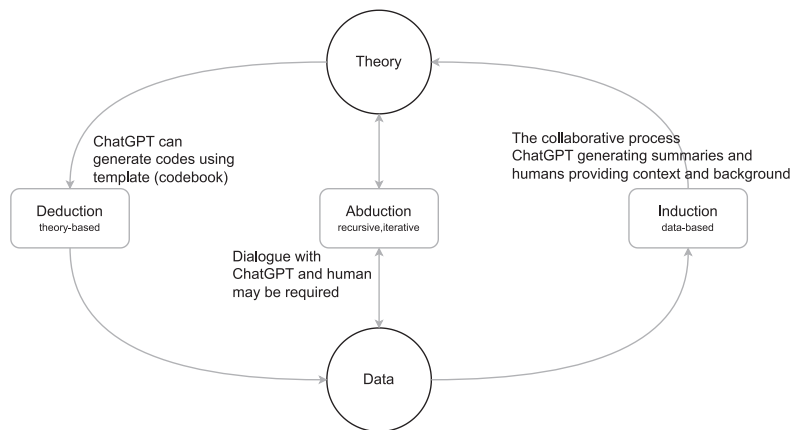 Theory
ChatGPT can
generate codes using
template (codebook)
The collaborative process
ChatGPT generating summaries and
humans providing context and background
Deduction
theory-based
Abduction
recursive,iterative
Induction
data-based
Dialogue with
ChatGPT and human
may be required
Data